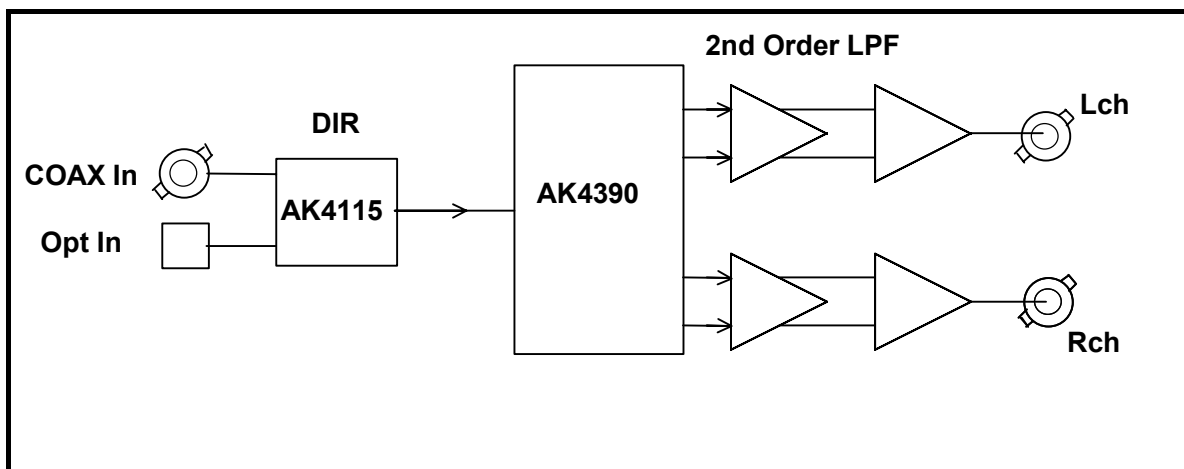 2nd Order LPF
Lch
DIR
COAX In
AK4115
AK4390
Opt In
Rch